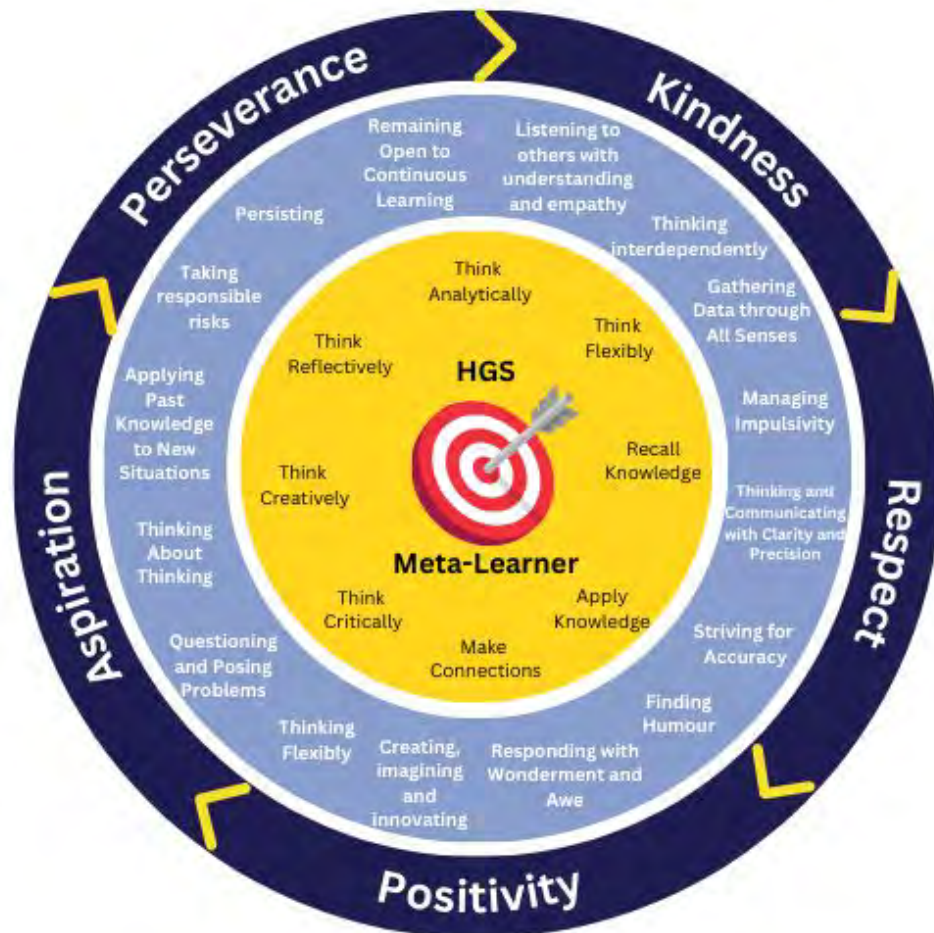 Perseverance
Kindness
Respect
Positivity
Aspiration
Remaining
Open to
Continuous
Learning
Listening to
others with
understanding
and empathy
Thinking
interdependently
Gathering
Data through
All Senses
Managing
Impulsivity
Thinking and
Communicating
with Clarity and
Precision
Striving for
Accuracy
Finding
Humour
Responding with
Wonderment and
Awe
Creating,
imagining
and
innovating
Thinking
Flexibly
Questioning
and Posing
Problems
Thinking
About
Thinking
Applying
Past
Knowledge
to New
Situations
Taking
responsible
risks
Persisting
Think
Analytically
Think
Flexibly
Recall
Knowledge
Apply
Knowledge
Make
Connections
Think
Critically
Think
Creatively
Think
Reflectively
HGS
Meta-Learner